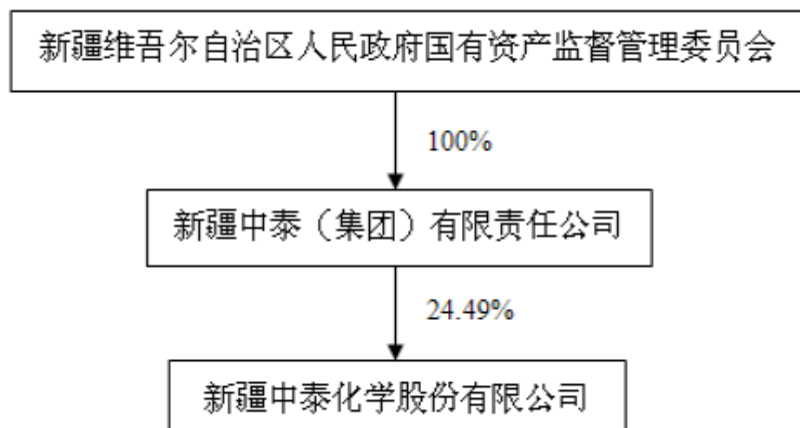 新疆维吾尔自治区人民政府国有资产监督管理委员会
100%
新疆中泰（集团）有限责任公司
24.49%
新疆中泰化学股份有限公司